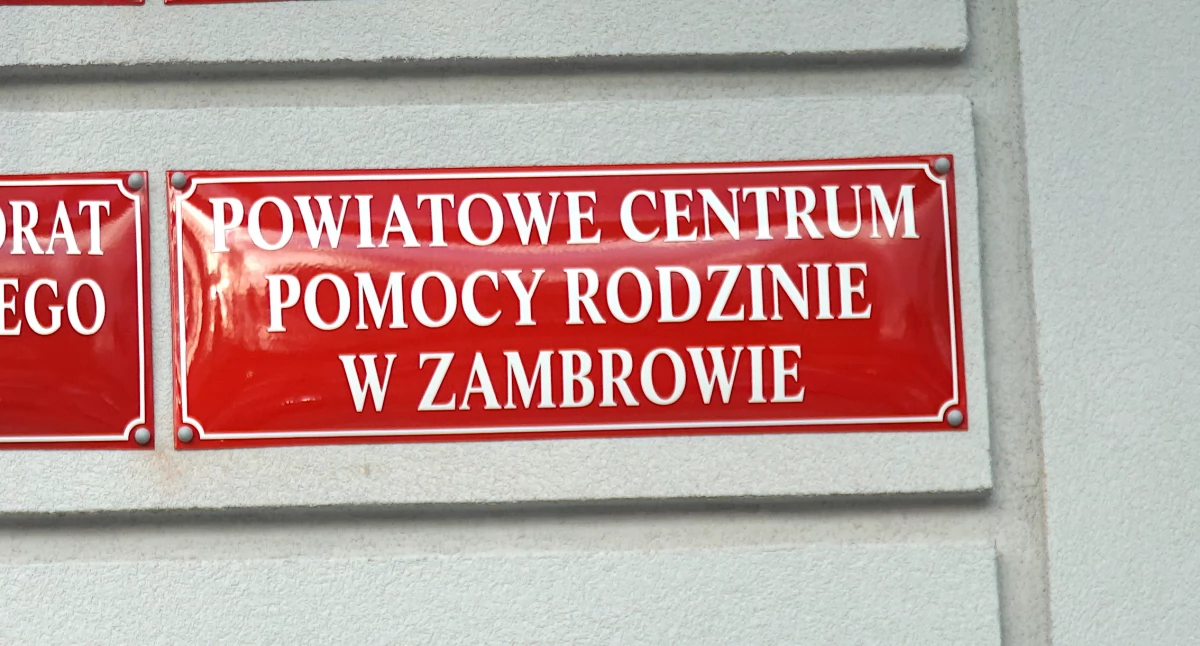 POWIATOWE CENTRUM
POMOCY RODZINIE
W ZAMBROWIE